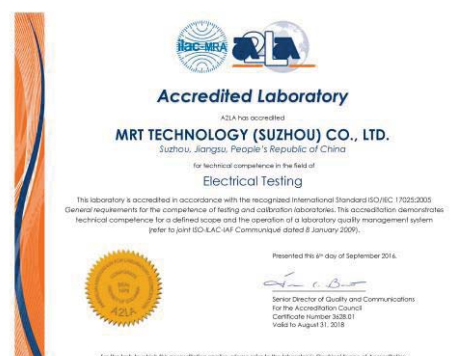 ilac-MRA
A2LA
Accredited Laboratory
A2LA has accredited
MRT TECHNOLOGY (SUZHOU) CO., LTD.
Suzhou, Jiangsu, People's Republic of China
for technical competence in the field of
Electrical Testing
This laboratory is accredited in accordance with the recognized International Standard ISO/IEC 17025:2005
General requirements for the competence of testing and calibration laboratories. This accreditation demonstrates
technical competence for a defined scope and the operation of a laboratory quality management system
(refer to joint ISO-ILAC-IAF Communiqué dated 8 January 2009).
Presented this 6th day of September 2016.
Senior Director of Quality and Communications
For the Accreditation Council
Certificate Number 3628.01
Valid to August 31, 2018
A2LA